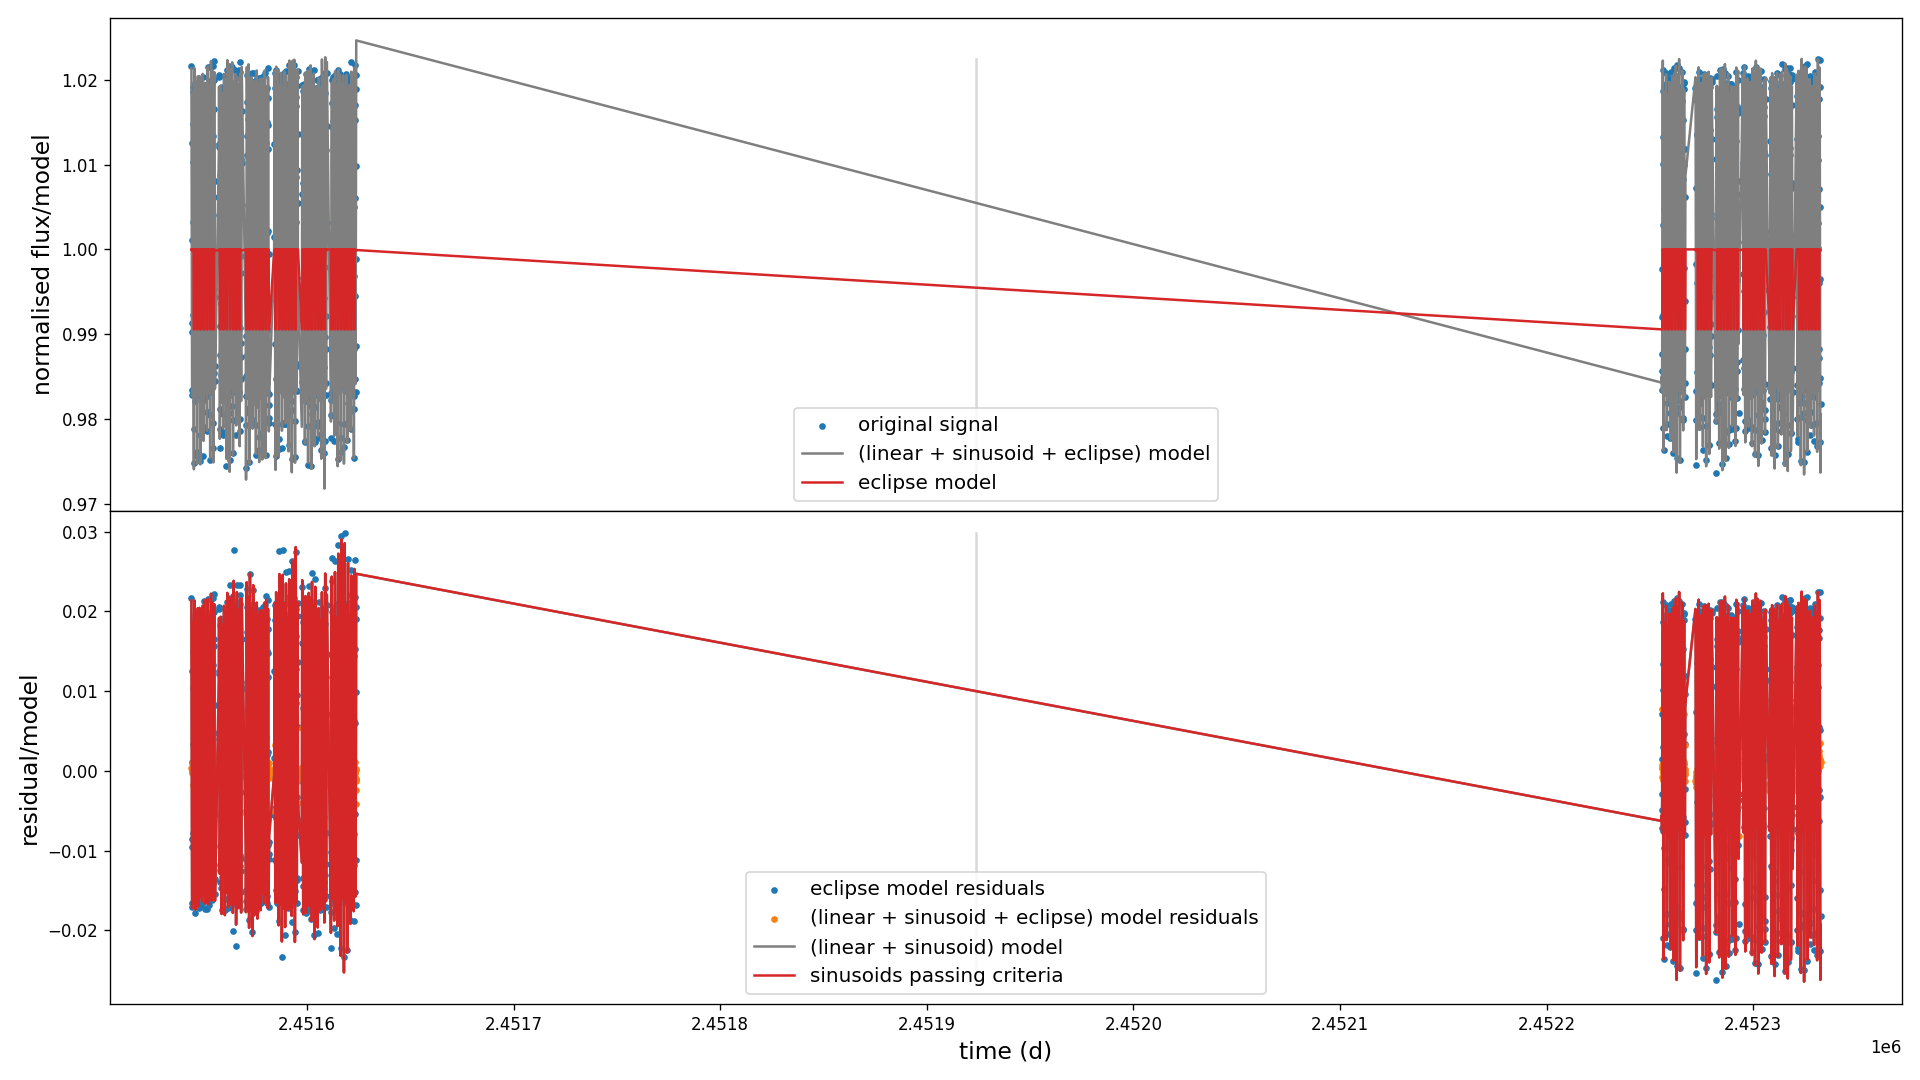 normalised flux/model
1.02
1.01
1.00
0.99
0.98
0.97
original signal
(linear + sinusoid + eclipse) model
eclipse model
residual/model
0.03
0.02
0.01
0.00
−0.01
−0.02
eclipse model residuals
(linear + sinusoid + eclipse) model residuals
(linear + sinusoid) model
sinusoids passing criteria
2.4516 2.4517 2.4518 2.4519 2.4520 2.4521 2.4522 2.4523
1e6
time (d)